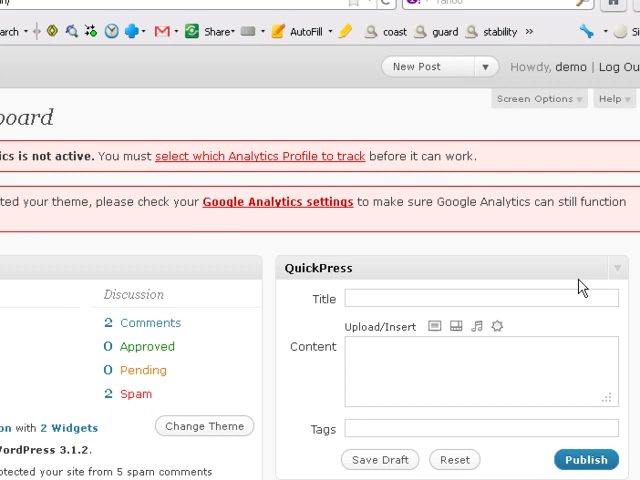 Yahoo
earch
Share
AutoFill
coast
guard
stability
Si
New Post
Howdy, demo | Log Ou
Screen Options
Help
board
ics is not active. You must select which Analytics Profile to track before it can work.
ted your theme, please check your Google Analytics settings to make sure Google Analytics can still function
QuickPress
Discussion
Title
2 Comments
Upload/Insert
0 Approved
Content
0 Pending
2 Spam
on with 2 Widgets
Change Theme
Tags
WordPress 3.1.2.
Save Draft
Reset
Publish
otected your site from 5 spam comments